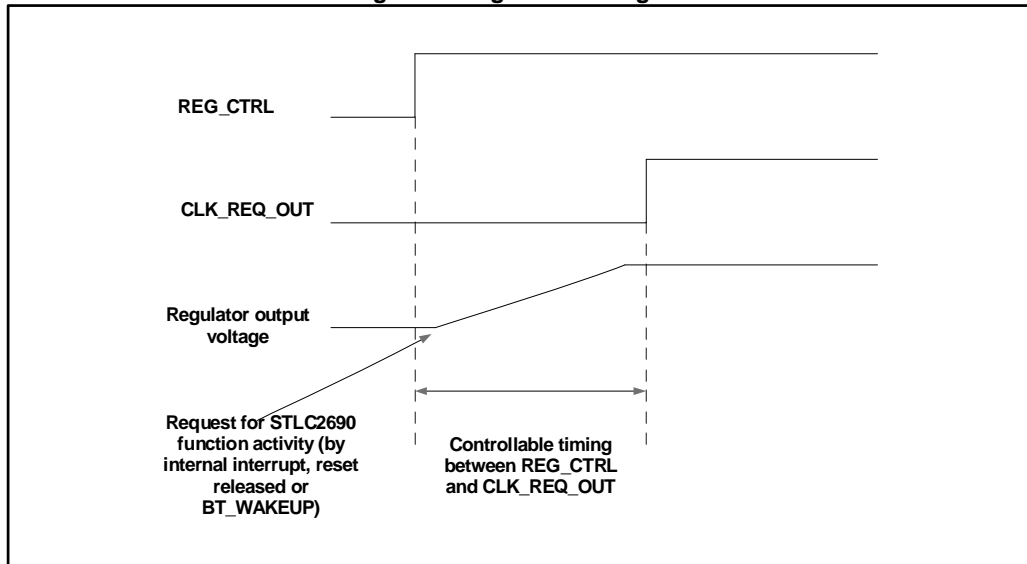 REG_CTRL
CLK_REQ_OUT
Regulator output
voltage
Request for STLC2690
function activity (by
internal interrupt, reset
released or
BT_WAKEUP)
Controllable timing
between REG_CTRL
and CLK_REQ_OUT